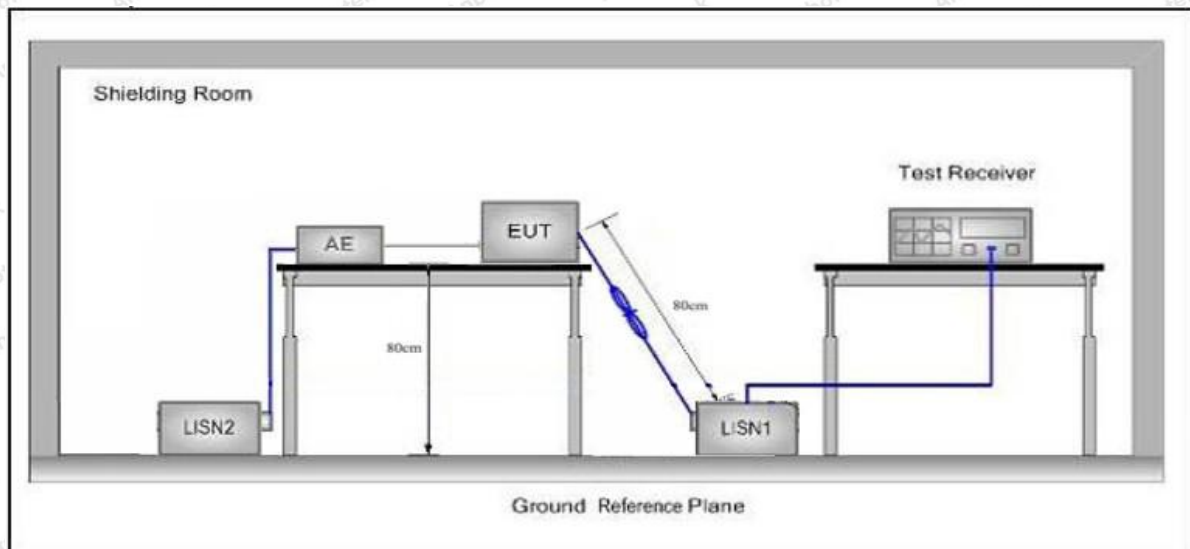 Shielding Room
Test Receiver
EUT
AE
80cm
80cm
LISN2
LISN1
Ground Reference Plane